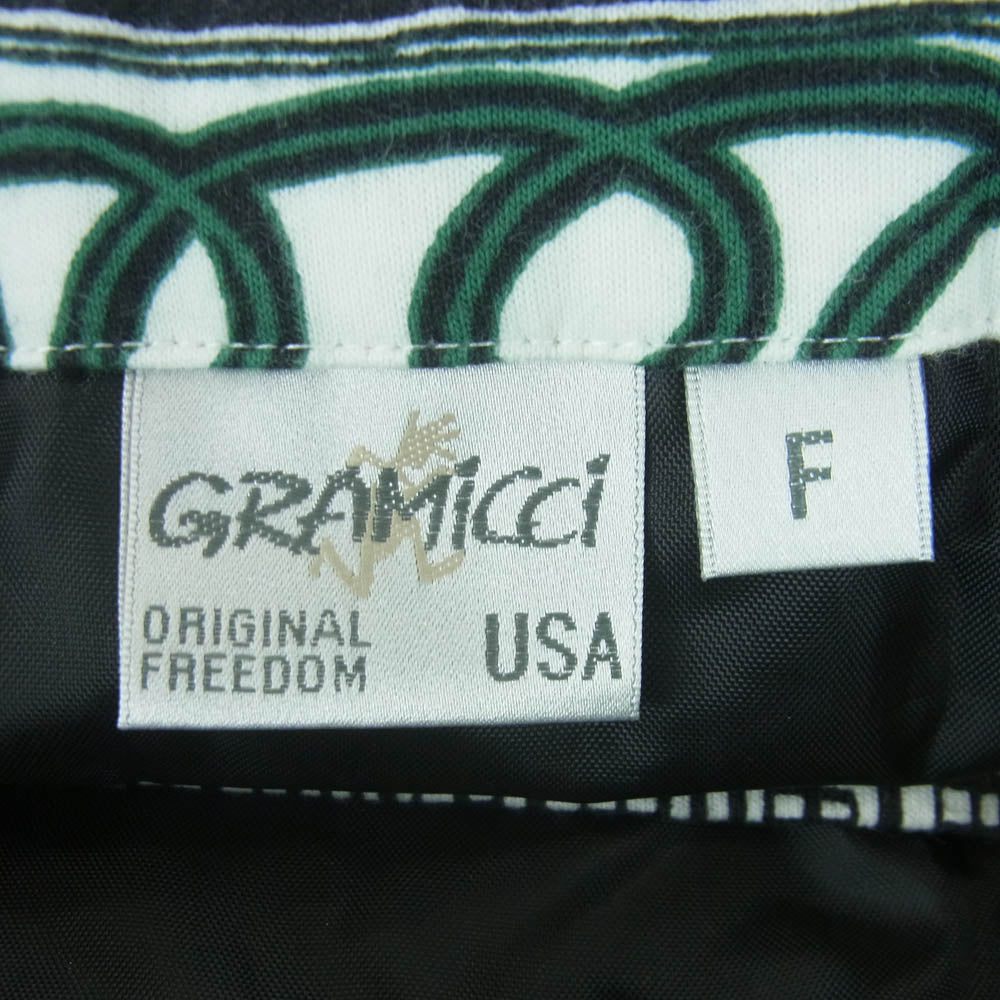 GRAMiCCi
ORIGINAL
FREEDOM
USA
F